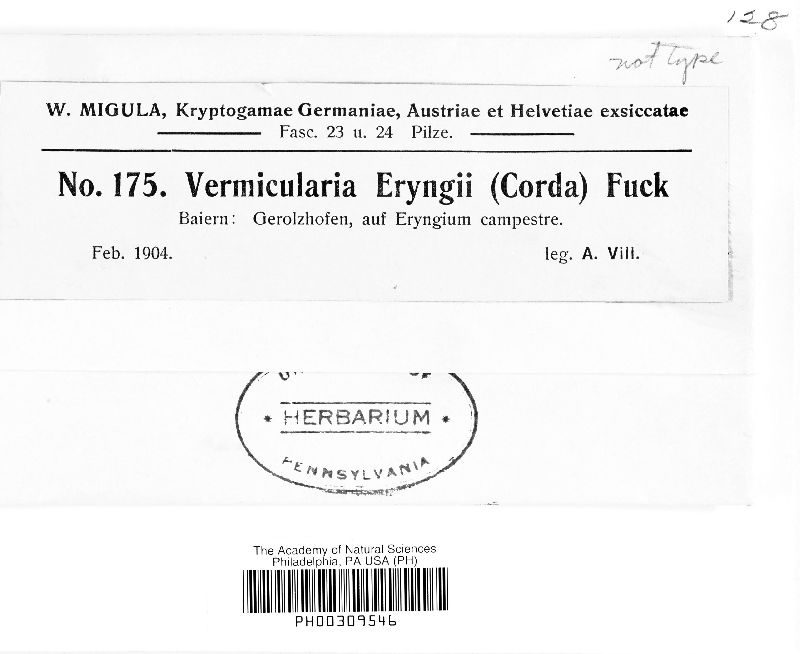 128
not type
W. MIGULA, Kryptogamae Germaniae, Austriae et Helvetiae exsiccatae
Fasc. 23 u. 24 Pilze.
No. 175. Vermicularia Eryngii (Corda) Fuck
Baiern: Gerolzhofen, auf Eryngium campestre.
Feb. 1904. leg. A. Vill.
* HERBARIUM *
PENNSYLVANIA
The Academy of Natural Sciences
Philadelphia, PA USA (PH)
PH00309546